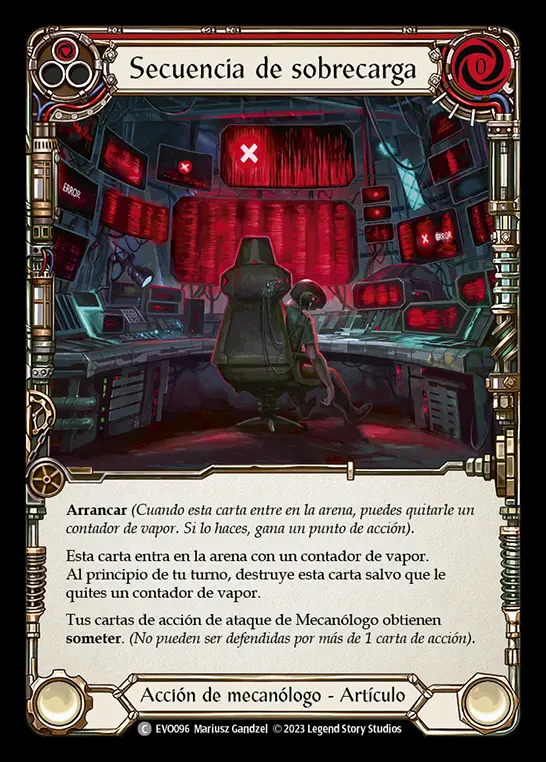 Secuencia de sobrecarga
0
ERROR
ERROR
Arrancar (Cuando esta carta entre en la arena, puedes quitarle un
contador de vapor. Si lo haces, gana un punto de acción).
Esta carta entra en la arena con un contador de vapor.
Al principio de tu turno, destruye esta carta salvo que le
quites un contador de vapor.
Tus cartas de acción de ataque de Mecanólogo obtienen
someter. (No pueden ser defendidas por más de 1 carta de acción).
Acción de mecanólogo - Artículo
C EVO096 Mariusz Gandzel ©2023 Legend Story Studios